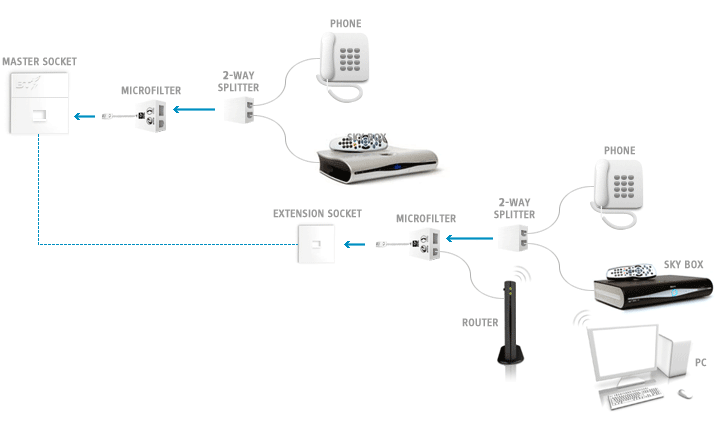 PHONE
MASTER SOCKET
BT
MICROFILTER
2-WAY
SPLITTER
SKY BOX
PHONE
EXTENSION SOCKET
MICROFILTER
2-WAY
SPLITTER
SKY BOX
ROUTER
PC